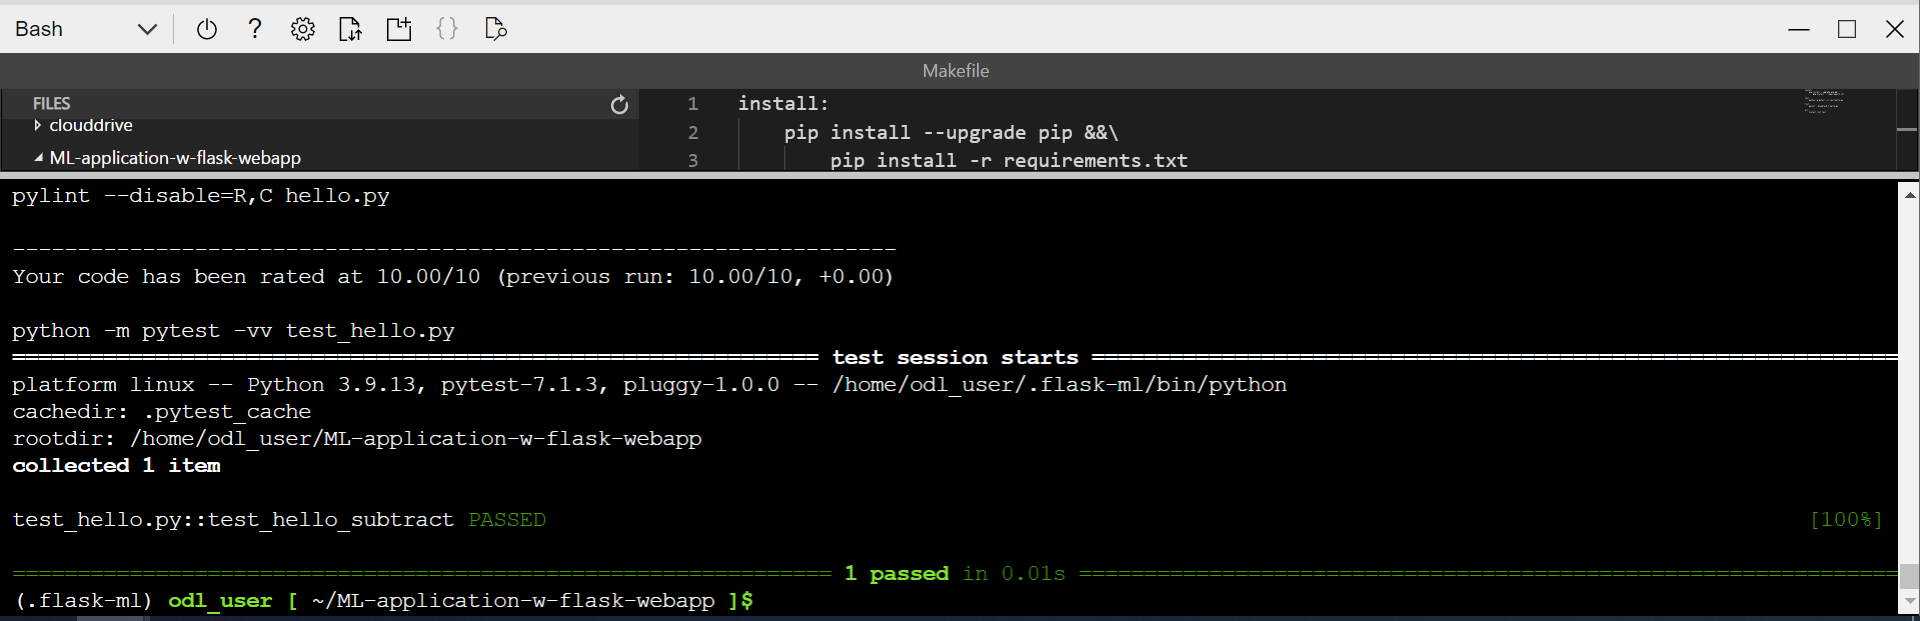 Bash
?
{}
Makefile
FILES
clouddrive
ML-application-w-flask-webapp
1 install:
2 pip install --upgrade pip &&\
3 pip install -r requirements.txt
pylint --disable=R,C hello.py
--------------------------------------------------------------------
Your code has been rated at 10.00/10 (previous run: 10.00/10, +0.00)
python -m pytest -vv test_hello.py
============================================================== test session starts ==============================================================
platform linux -- Python 3.9.13, pytest-7.1.3, pluggy-1.0.0 -- /home/odl_user/.flask-ml/bin/python
cachedir: .pytest_cache
rootdir: /home/odl_user/ML-application-w-flask-webapp
collected 1 item
test_hello.py::test_hello_subtract PASSED [100%]
=============================================================== 1 passed in 0.01s ===============================================================
(.flask-ml) odl_user [ ~/ML-application-w-flask-webapp ]$